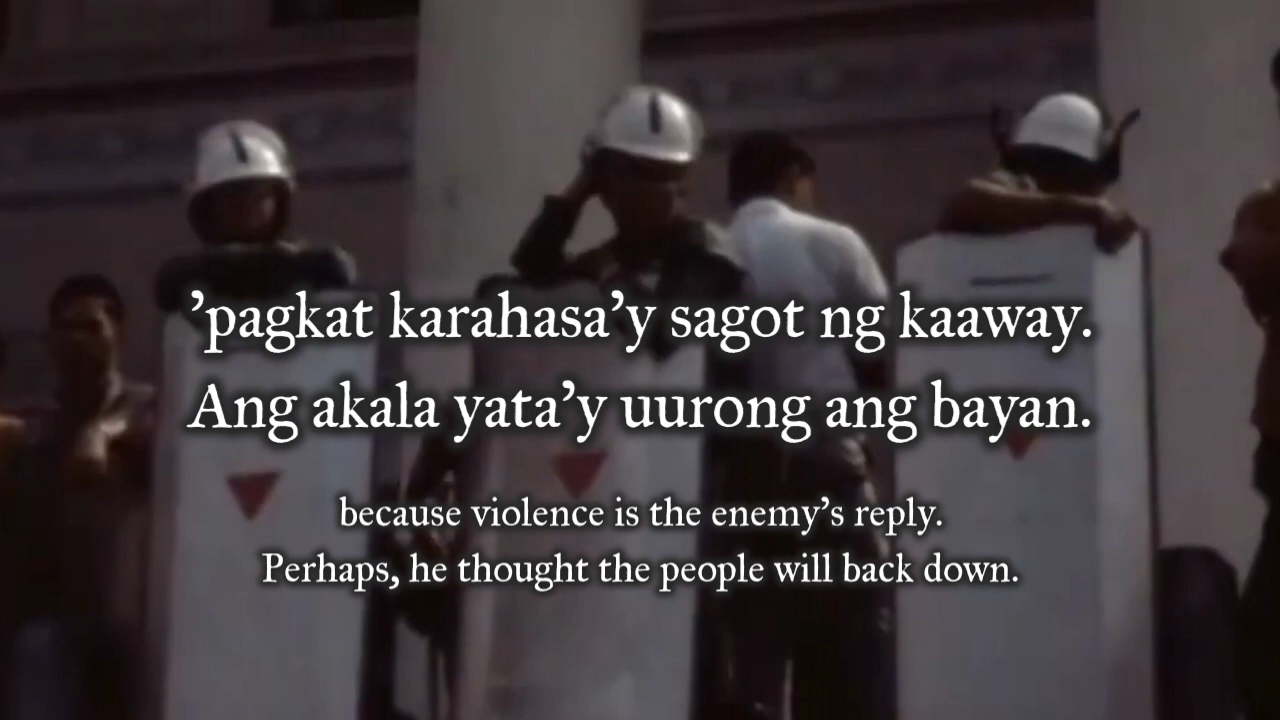 ’pagkat karahasa’y sagot ng kaaway.
Ang akala yata’y uurong ang bayan.
because violence is the enemy’s reply.
Perhaps, he thought the people will back down.